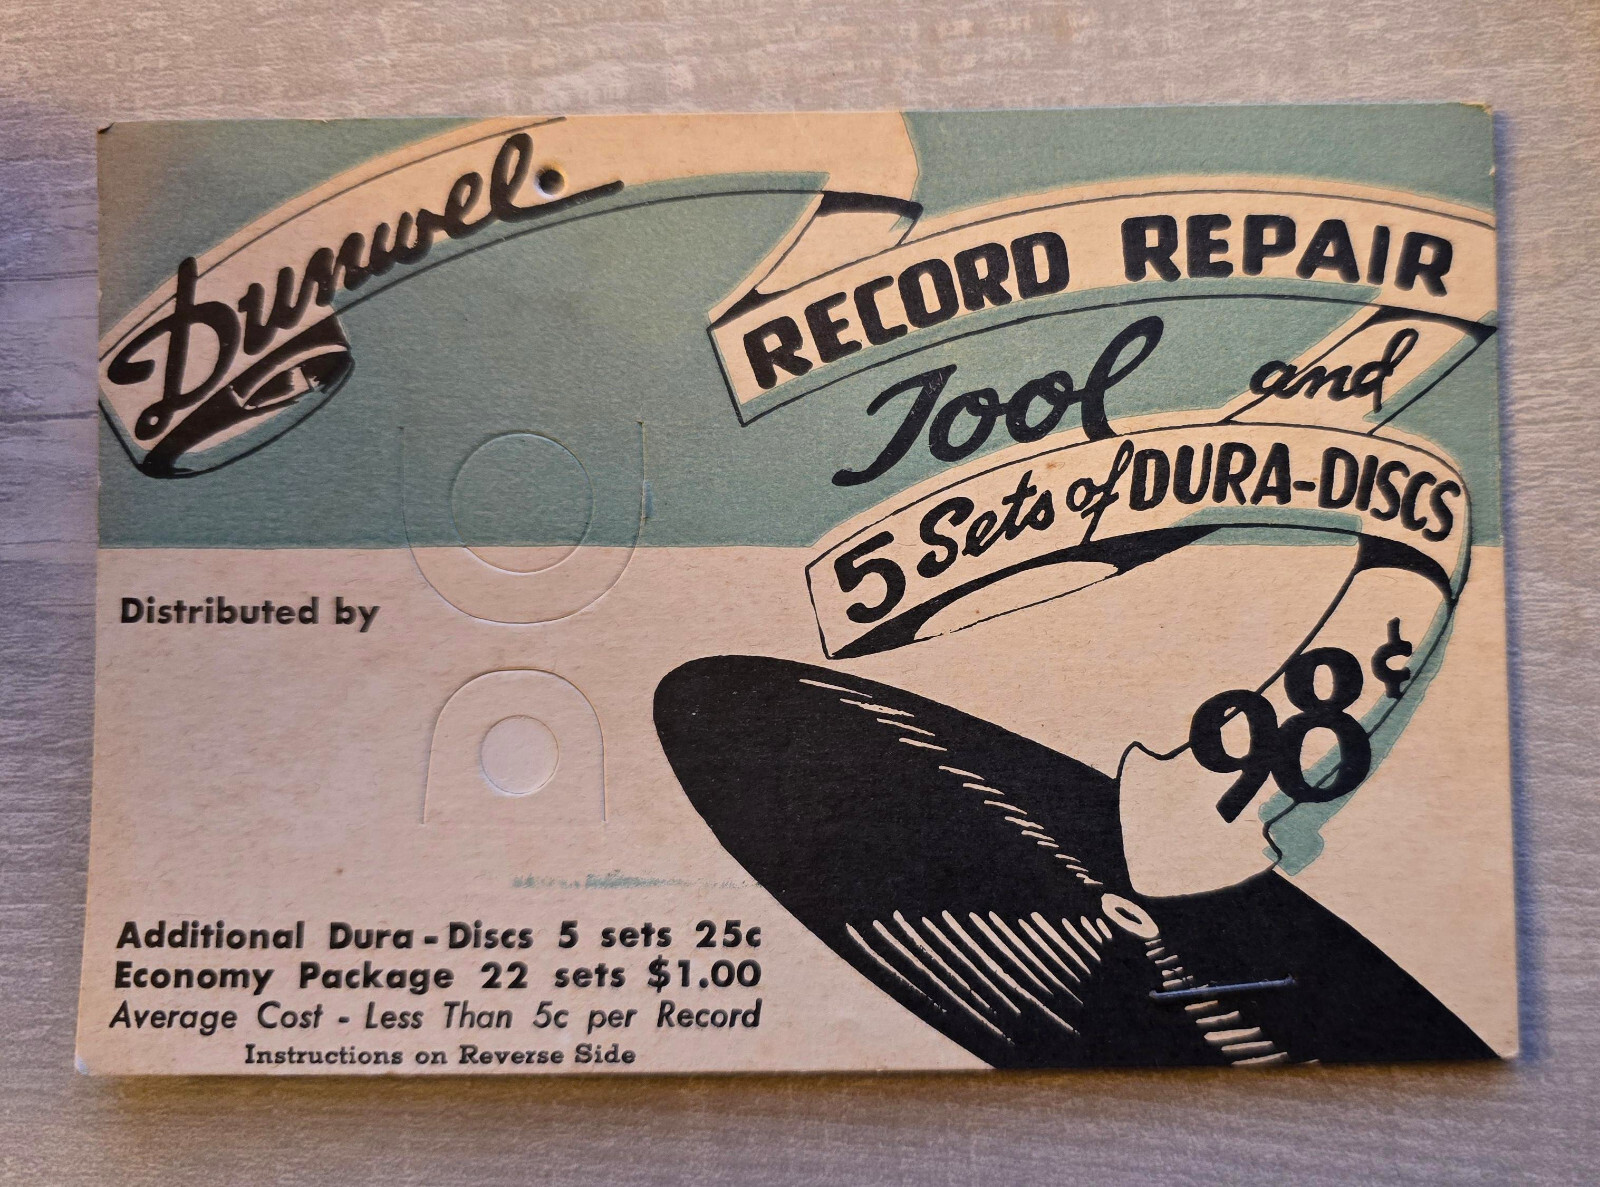 Dunwel
RECORD REPAIR
Tool and
5 Sets of DURA-DISCS
98¢
Distributed by
Additional Dura-Discs 5 sets 25c
Economy Package 22 sets $1.00
Average Cost - Less Than 5c per Record
Instructions on Reverse Side